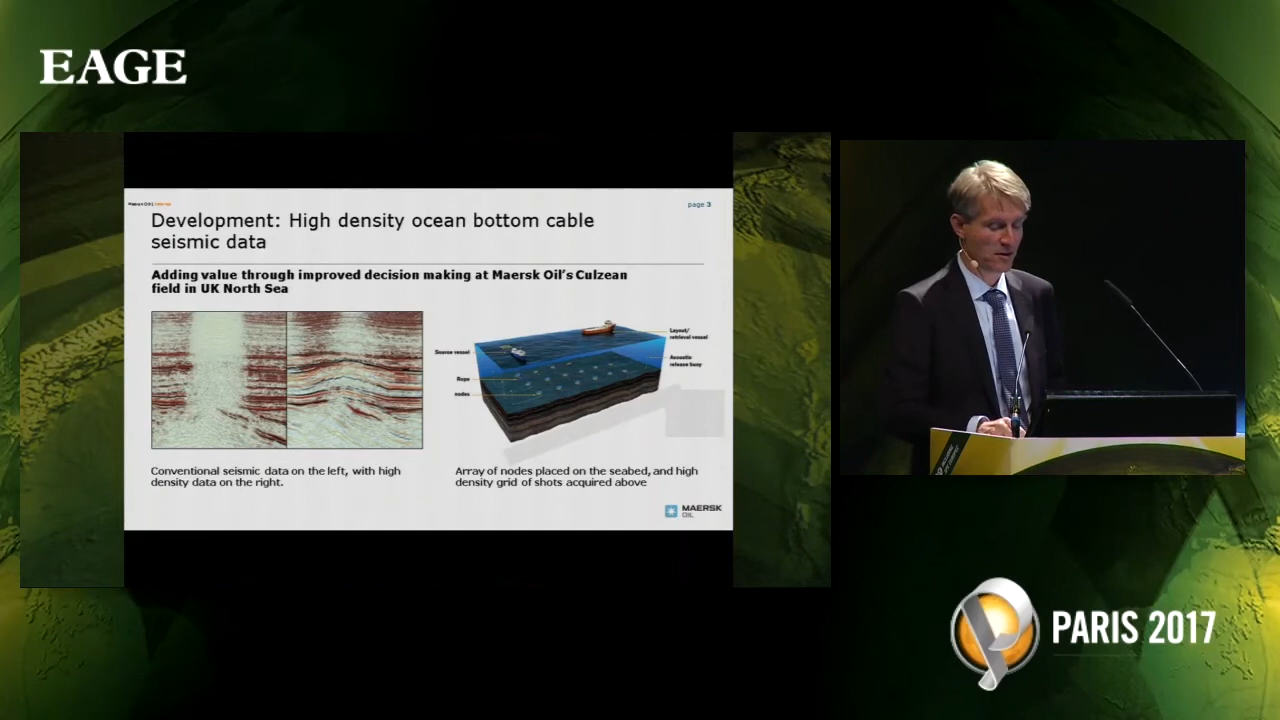 EAGE
Maersk Oil |
page 3
Development: High density ocean bottom cable
seismic data
Adding value through improved decision making at Maersk Oil's Culzean
field in UK North Sea
Layout/
retrieval vessel
Source vessel
Acoustic
release buoy
Rope
nodes
Conventional seismic data on the left, with high
density data on the right.
Array of nodes placed on the seabed, and high
density grid of shots acquired above
MAERSK
OIL
PARIS 2017